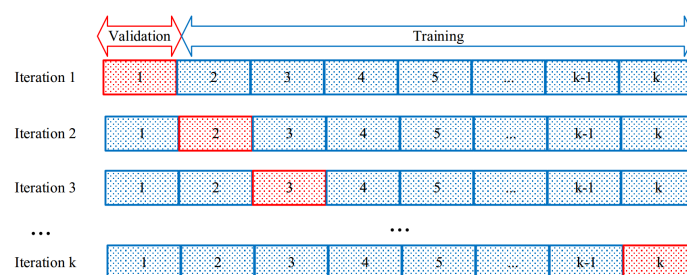 Validation Training
Iteration 1 1 2 3 4 5 ... k-1 k
Iteration 2 1 2 3 4 5 ... k-1 k
Iteration 3 1 2 3 4 5 ... k-1 k
... ...
Iteration k 1 2 3 4 5 ... k-1 k